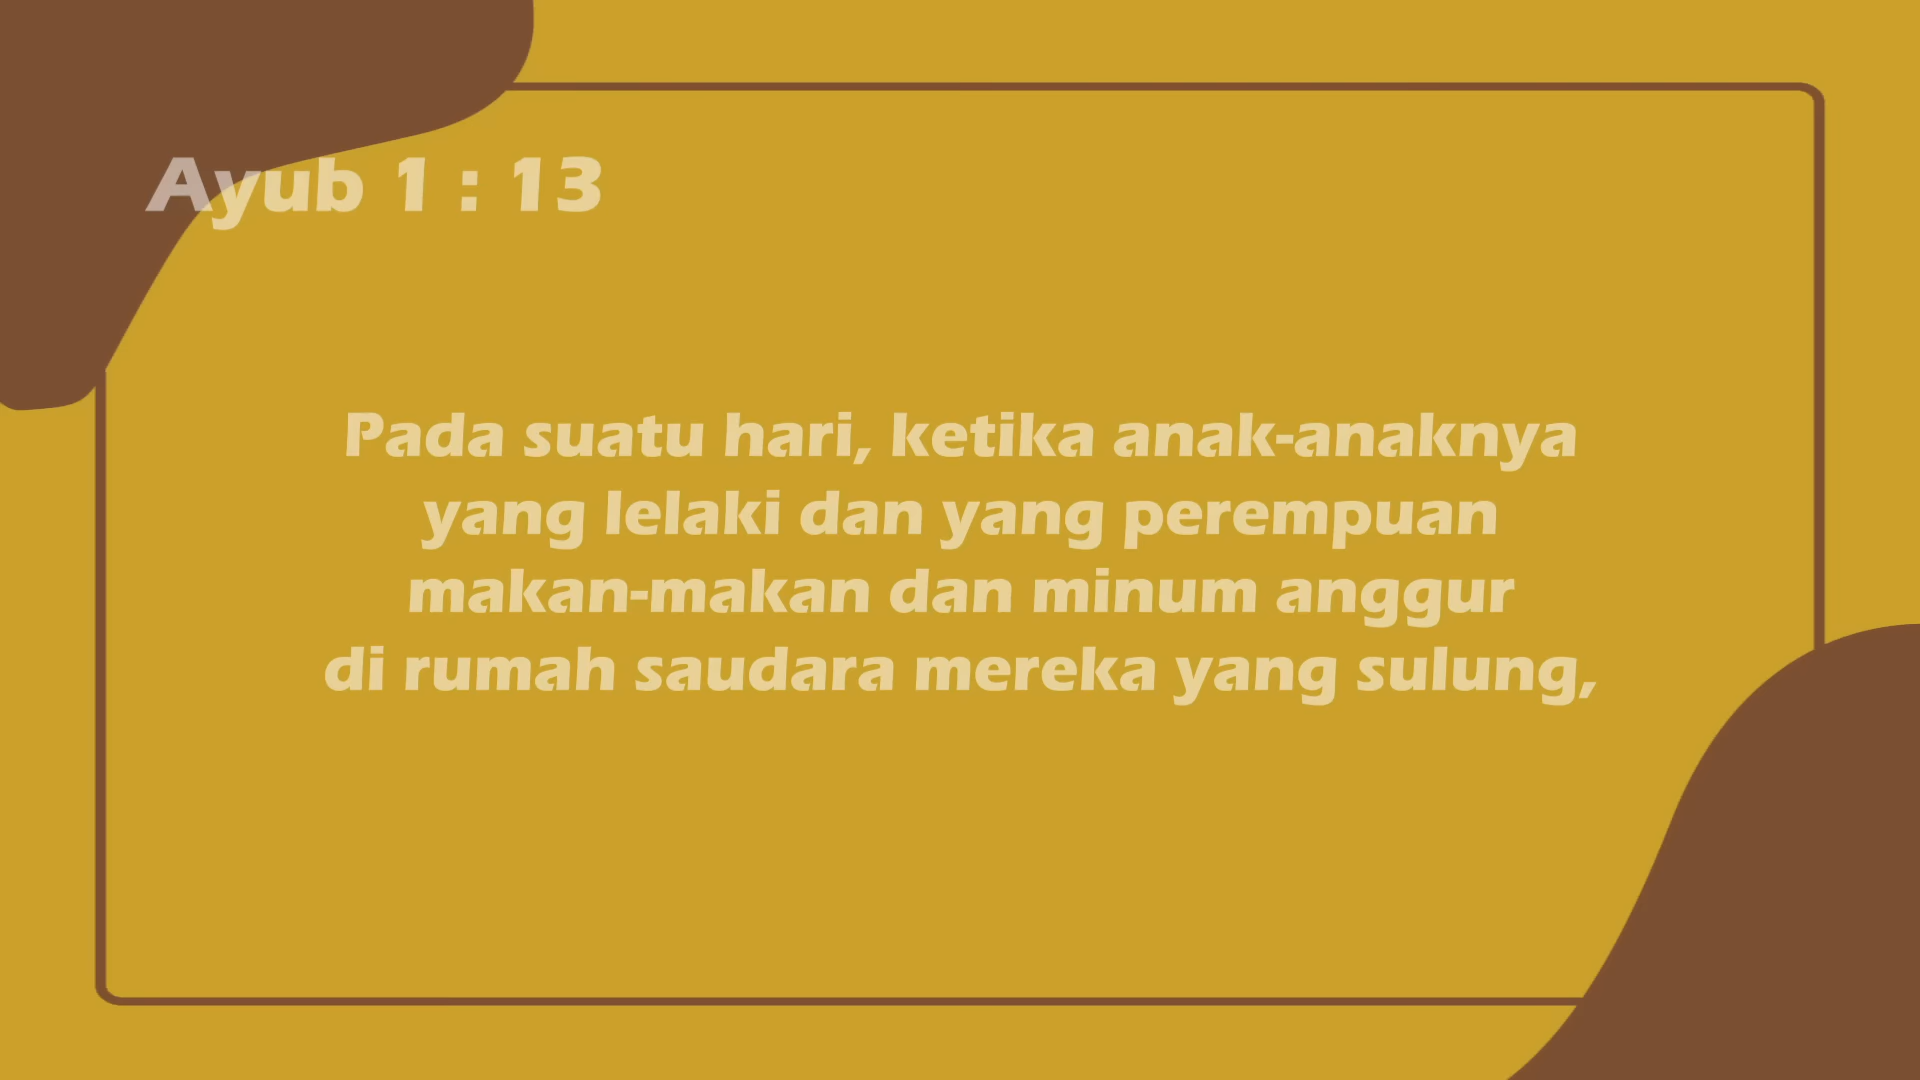 Ayub 1 : 13
Pada suatu hari, ketika anak-anaknya
yang lelaki dan yang perempuan
makan-makan dan minum anggur
di rumah saudara mereka yang sulung,